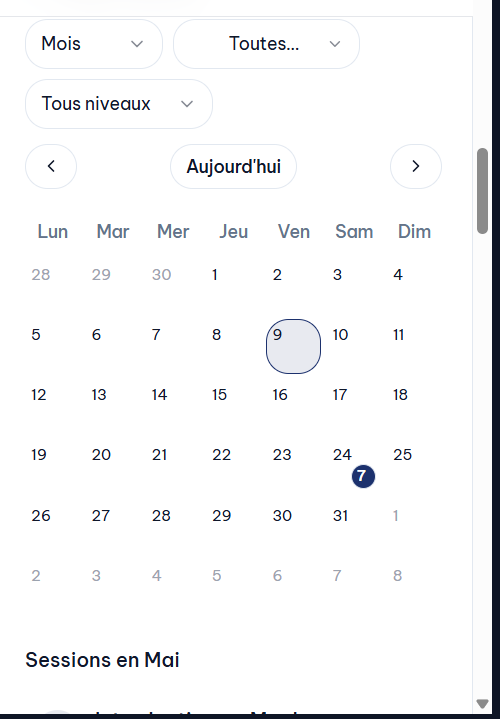 Mois Toutes...
Tous niveaux
Aujourd'hui
Lun Mar Mer Jeu Ven Sam Dim
28 29 30 1 2 3 4
5 6 7 8 9 10 11
12 13 14 15 16 17 18
19 20 21 22 23 24 25
7
26 27 28 29 30 31 1
2 3 4 5 6 7 8
Sessions en Mai